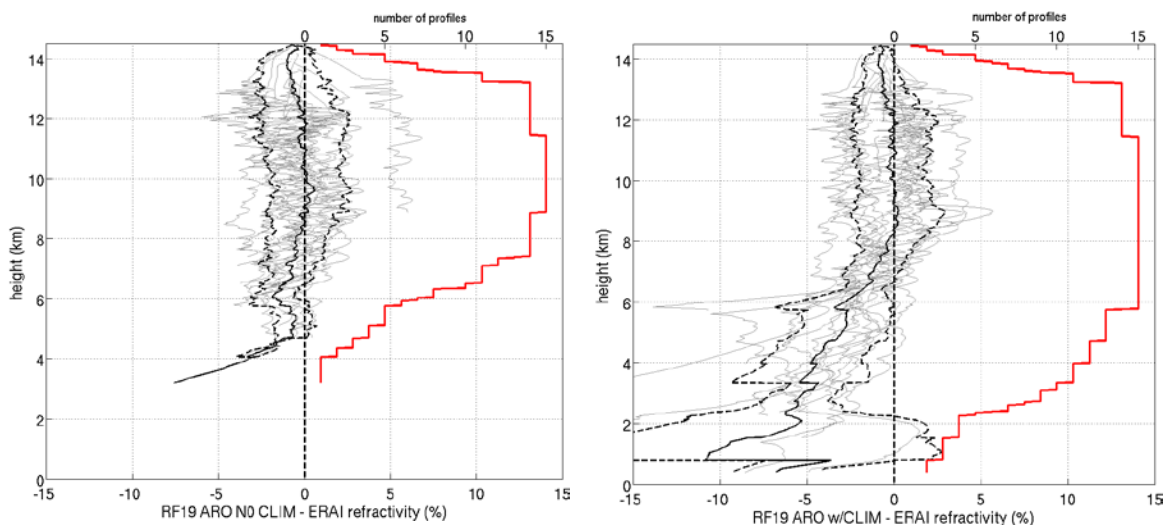 number of profiles
0 5 10 15
14
12
10
8
6
4
2
0
height (km)
-15 -10 -5 0 5 10 15
RF19 ARO N0 CLIM - ERAI refractivity (%)
number of profiles
0 5 10 15
14
12
10
8
6
4
2
0
height (km)
-15 -10 -5 0 5 10 15
RF19 ARO w/CLIM - ERAI refractivity (%)